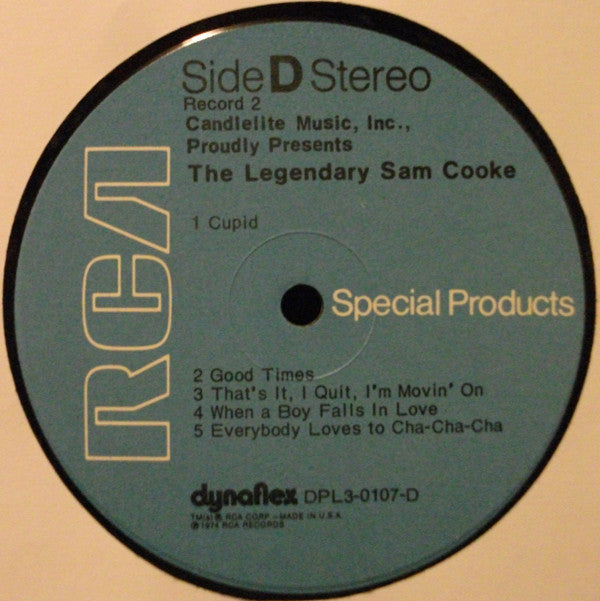 Side D Stereo
Record 2
Candlelite Music, Inc.,
Proudly Presents
The Legendary Sam Cooke
1 Cupid
RCA
Special Products
2 Good Times
3 That's It, I Quit, I'm Movin' On
4 When a Boy Falls In Love
5 Everybody Loves to Cha-Cha-Cha
dynaflex DPL3-0107-D
TM(s) ® RCA CORP.—MADE IN U.S.A.
℗ 1974 RCA RECORDS